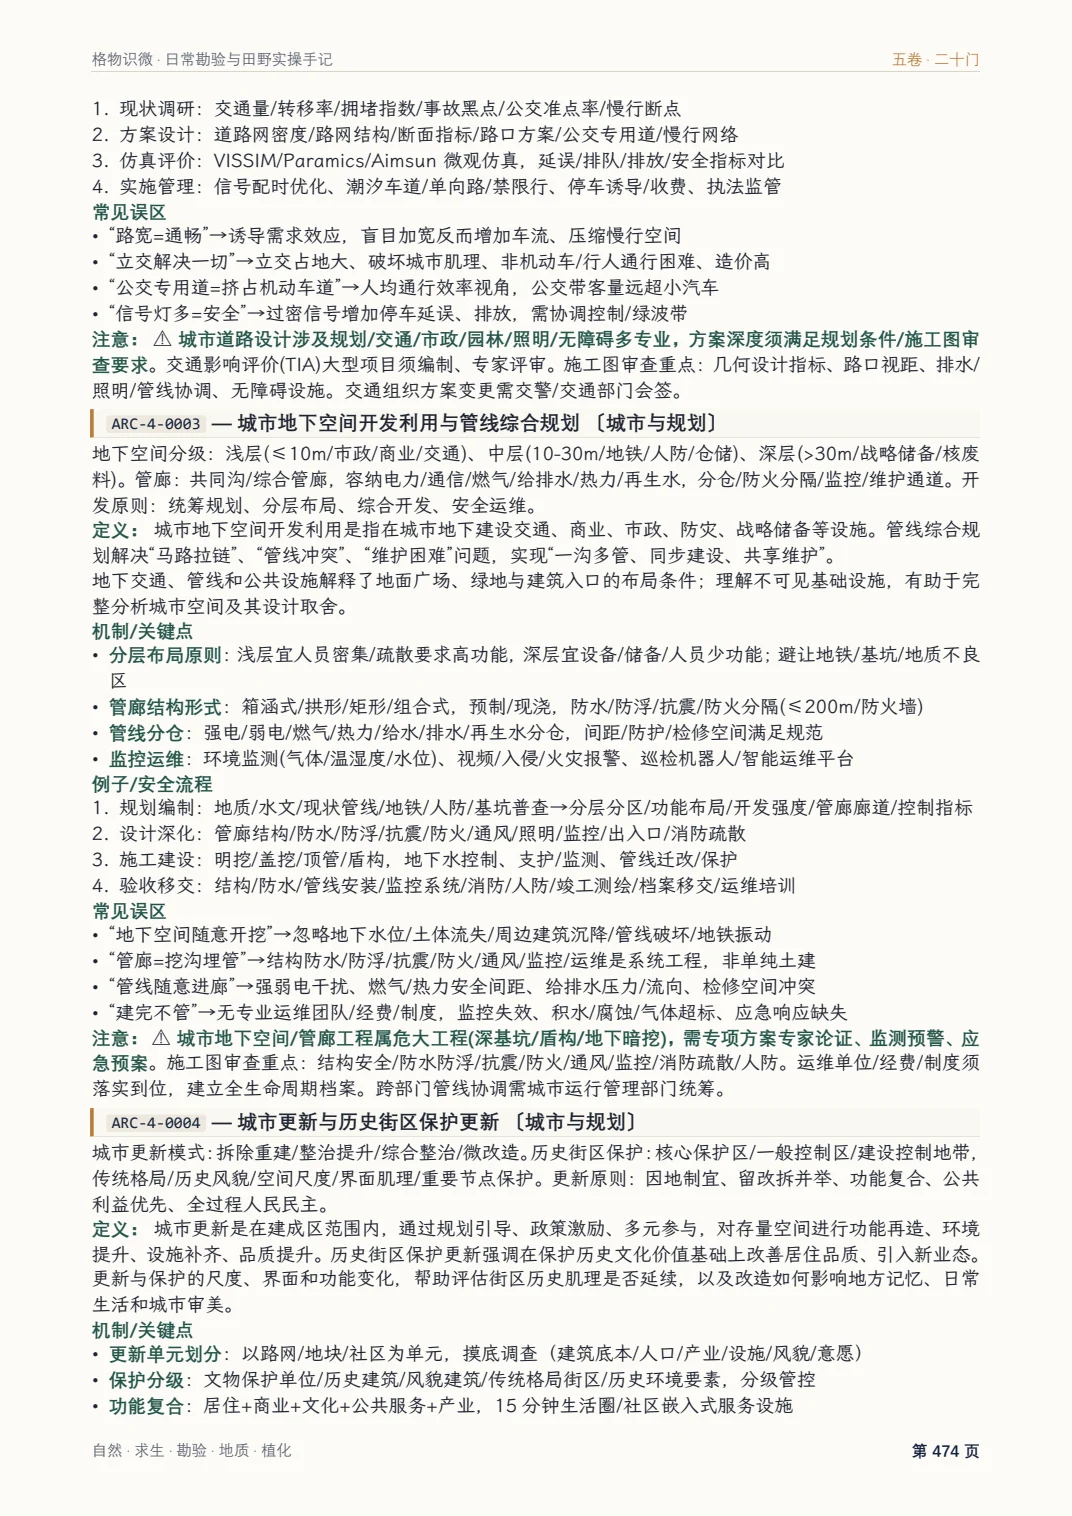 格物识微 · 日常勘验与田野实操手记
五卷 · 二十门
1. 现状调研：交通量/转移率/拥堵指数/事故黑点/公交准点率/慢行断点
2. 方案设计：道路网密度/路网结构/断面指标/路口方案/公交专用道/慢行网络
3. 仿真评价：VISSIM/Paramics/Aimsun 微观仿真，延误/排队/排放/安全指标对比
4. 实施管理：信号配时优化、潮汐车道/单向路/禁限行、停车诱导/收费、执法监管
常见误区
• “路宽=通畅”→诱导需求效应，盲目加宽反而增加车流、压缩慢行空间
• “立交解决一切”→立交占地大、破坏城市肌理、非机动车/行人通行困难、造价高
• “公交专用道=挤占机动车道”→人均通行效率视角，公交带客量远超小汽车
• “信号灯多=安全”→过密信号增加停车延误、排放，需协调控制/绿波带
注意：⚠ 城市道路设计涉及规划/交通/市政/园林/照明/无障碍多专业，方案深度须满足规划条件/施工图审
查要求。交通影响评价(TIA)大型项目须编制、专家评审。施工图审查重点：几何设计指标、路口视距、排水/
照明/管线协调、无障碍设施。交通组织方案变更需交警/交通部门会签。
ARC-4-0003 — 城市地下空间开发利用与管线综合规划 〔城市与规划〕
地下空间分级：浅层(≤10m/市政/商业/交通)、中层(10-30m/地铁/人防/仓储)、深层(>30m/战略储备/核废
料)。管廊：共同沟/综合管廊，容纳电力/通信/燃气/给排水/热力/再生水，分仓/防火分隔/监控/维护通道。开
发原则：统筹规划、分层布局、综合开发、安全运维。
定义： 城市地下空间开发利用是指在城市地下建设交通、商业、市政、防灾、战略储备等设施。管线综合规
划解决“马路拉链”、“管线冲突”、“维护困难”问题，实现“一沟多管、同步建设、共享维护”。
地下交通、管线和公共设施解释了地面广场、绿地与建筑入口的布局条件；理解不可见基础设施，有助于完
整分析城市空间及其设计取舍。
机制/关键点
• 分层布局原则：浅层宜人员密集/疏散要求高功能，深层宜设备/储备/人员少功能；避让地铁/基坑/地质不良
区
• 管廊结构形式：箱涵式/拱形/矩形/组合式，预制/现浇，防水/防浮/抗震/防火分隔(≤200m/防火墙)
• 管线分仓：强电/弱电/燃气/热力/给水/排水/再生水分仓，间距/防护/检修空间满足规范
• 监控运维：环境监测(气体/温湿度/水位)、视频/入侵/火灾报警、巡检机器人/智能运维平台
例子/安全流程
1. 规划编制：地质/水文/现状管线/地铁/人防/基坑普查→分层分区/功能布局/开发强度/管廊廊道/控制指标
2. 设计深化：管廊结构/防水/防浮/抗震/防火/通风/照明/监控/出入口/消防疏散
3. 施工建设：明挖/盖挖/顶管/盾构，地下水控制、支护/监测、管线迁改/保护
4. 验收移交：结构/防水/管线安装/监控系统/消防/人防/竣工测绘/档案移交/运维培训
常见误区
• “地下空间随意开挖”→忽略地下水位/土体流失/周边建筑沉降/管线破坏/地铁振动
• “管廊=挖沟埋管”→结构防水/防浮/抗震/防火/通风/监控/运维是系统工程，非单纯土建
• “管线随意进廊”→强弱电干扰、燃气/热力安全间距、给排水压力/流向、检修空间冲突
• “建完不管”→无专业运维团队/经费/制度，监控失效、积水/腐蚀/气体超标、应急响应缺失
注意：⚠ 城市地下空间/管廊工程属危大工程(深基坑/盾构/地下暗挖)，需专项方案专家论证、监测预警、应
急预案。施工图审查重点：结构安全/防水防浮/抗震/防火/通风/监控/消防疏散/人防。运维单位/经费/制度须
落实到位，建立全生命周期档案。跨部门管线协调需城市运行管理部门统筹。
ARC-4-0004 — 城市更新与历史街区保护更新 〔城市与规划〕
城市更新模式：拆除重建/整治提升/综合整治/微改造。历史街区保护：核心保护区/一般控制区/建设控制地带，
传统格局/历史风貌/空间尺度/界面肌理/重要节点保护。更新原则：因地制宜、留改拆并举、功能复合、公共
利益优先、全过程人民民主。
定义： 城市更新是在建成区范围内，通过规划引导、政策激励、多元参与，对存量空间进行功能再造、环境
提升、设施补齐、品质提升。历史街区保护更新强调在保护历史文化价值基础上改善居住品质、引入新业态。
更新与保护的尺度、界面和功能变化，帮助评估街区历史肌理是否延续，以及改造如何影响地方记忆、日常
生活和城市审美。
机制/关键点
• 更新单元划分：以路网/地块/社区为单元，摸底调查（建筑底本/人口/产业/设施/风貌/意愿）
• 保护分级：文物保护单位/历史建筑/风貌建筑/传统格局街区/历史环境要素，分级管控
• 功能复合：居住+商业+文化+公共服务+产业，15 分钟生活圈/社区嵌入式服务设施
自然 · 求生 · 勘验 · 地质 · 植化
第 474 页